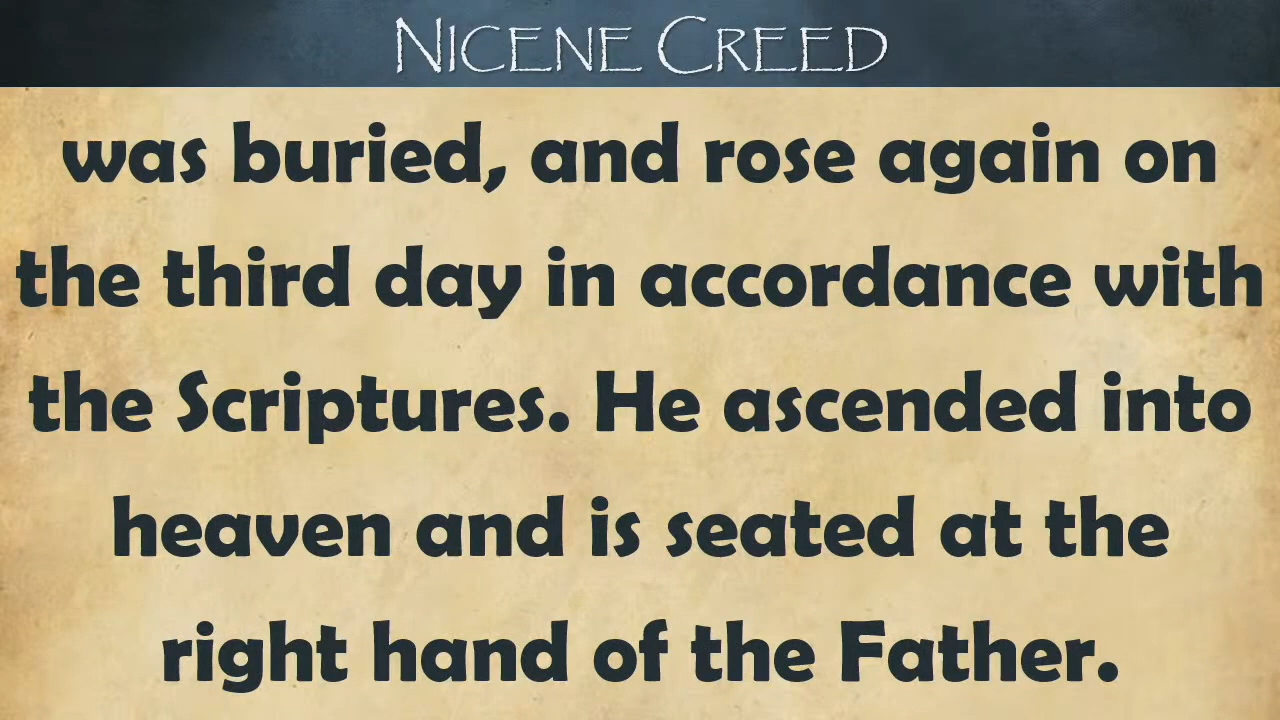 NICENE CREED
was buried, and rose again on
the third day in accordance with
the Scriptures. He ascended into
heaven and is seated at the
right hand of the Father.